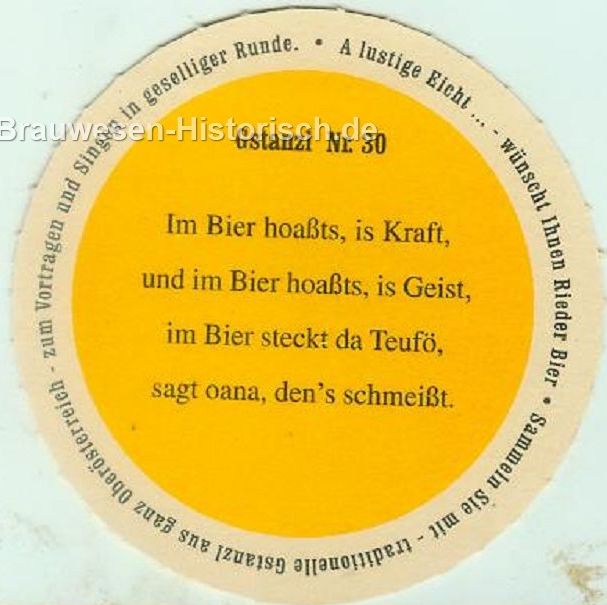 Brauwesen-Historisch.de
Gstanzl Nr. 30
Im Bier hoaßts, is Kraft,
und im Bier hoaßts, is Geist,
im Bier steckt da Teufö,
sagt oana, den's schmeißt.
A lustige Eicht ... - wünscht Ihnen Rieder Bier • Sammeln Sie mit - traditionelle Gstanzl aus ganz Oberösterreich - zum Vortragen und Singen in geselliger Runde. •